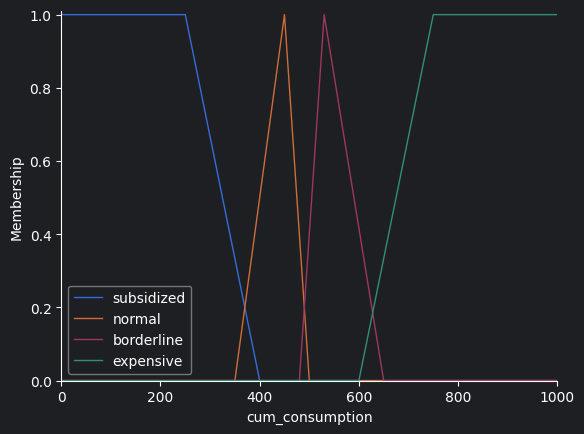 1.0
0.8
0.6
0.4
0.2
0.0
Membership
subsidized
normal
borderline
expensive
0 200 400 600 800 1000
cum_consumption